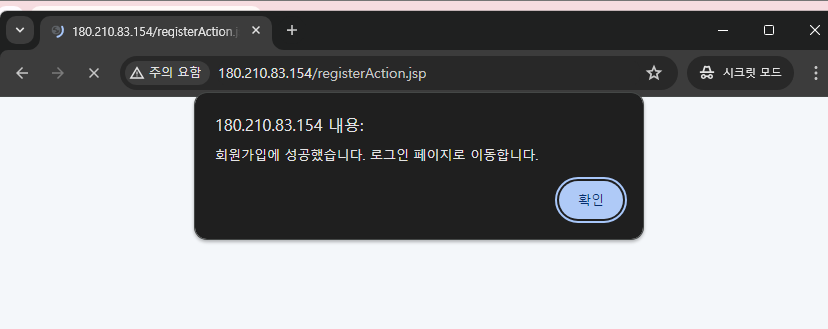 180.210.83.154/registerAction.j
주의 요함
180.210.83.154/registerAction.jsp
시크릿 모드
180.210.83.154 내용:
회원가입에 성공했습니다. 로그인 페이지로 이동합니다.
확인